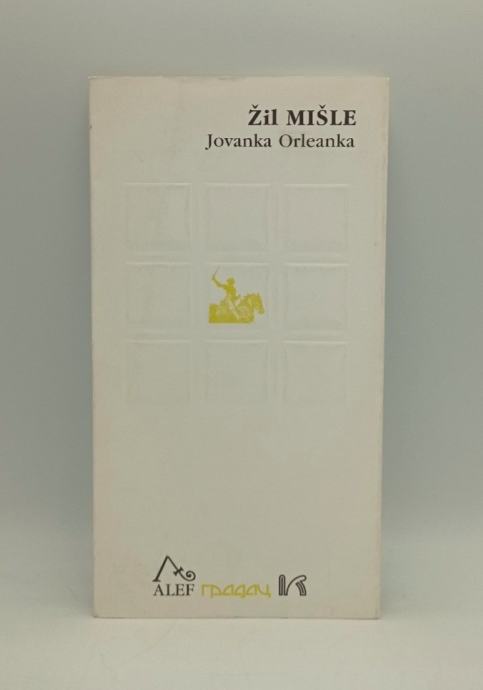 Žil MIŠLE
Jovanka Orleanka
ALEF градац K